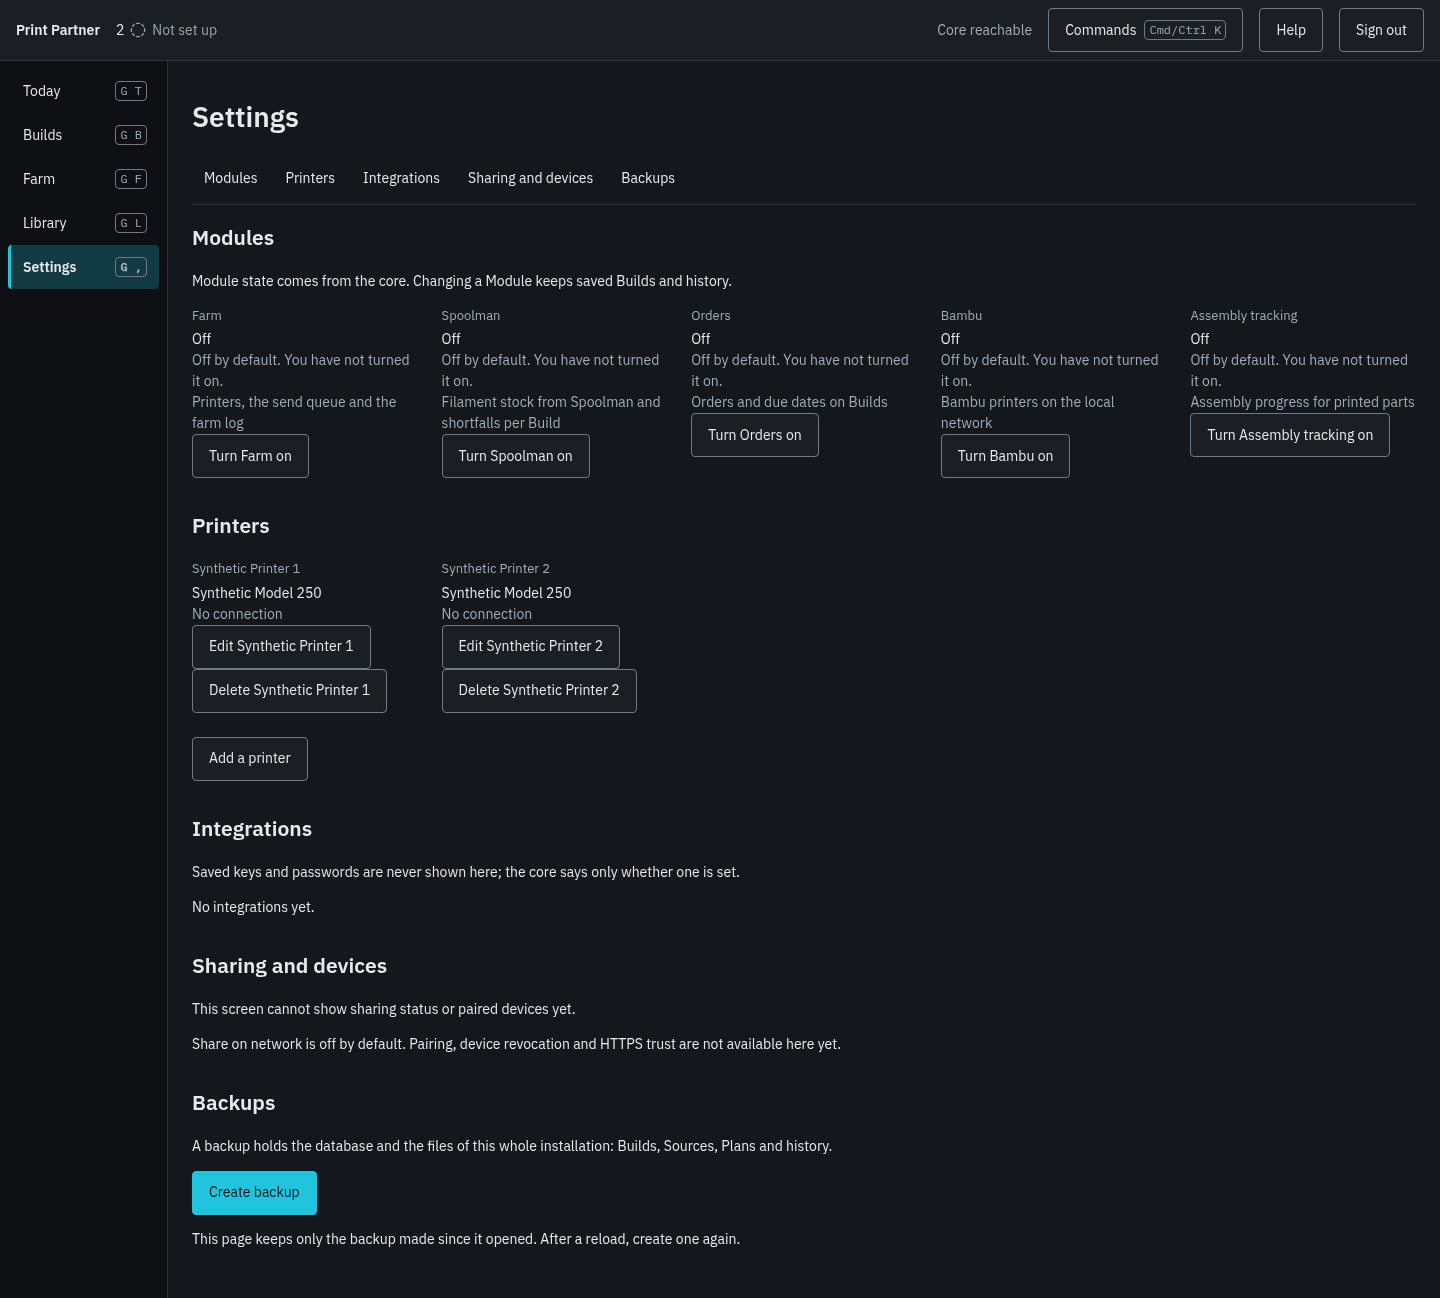 Print Partner 2 Not set up Core reachable Commands Cmd/Ctrl K Help Sign out
Today G T
Builds G B
Farm G F
Library G L
Settings G ,
Settings
Modules Printers Integrations Sharing and devices Backups
Modules
Module state comes from the core. Changing a Module keeps saved Builds and history.
Farm
Off
Off by default. You have not turned
it on.
Printers, the send queue and the
farm log
Turn Farm on
Spoolman
Off
Off by default. You have not turned
it on.
Filament stock from Spoolman and
shortfalls per Build
Turn Spoolman on
Orders
Off
Off by default. You have not turned
it on.
Orders and due dates on Builds
Turn Orders on
Bambu
Off
Off by default. You have not turned
it on.
Bambu printers on the local
network
Turn Bambu on
Assembly tracking
Off
Off by default. You have not turned
it on.
Assembly progress for printed parts
Turn Assembly tracking on
Printers
Synthetic Printer 1
Synthetic Model 250
No connection
Edit Synthetic Printer 1
Delete Synthetic Printer 1
Synthetic Printer 2
Synthetic Model 250
No connection
Edit Synthetic Printer 2
Delete Synthetic Printer 2
Add a printer
Integrations
Saved keys and passwords are never shown here; the core says only whether one is set.
No integrations yet.
Sharing and devices
This screen cannot show sharing status or paired devices yet.
Share on network is off by default. Pairing, device revocation and HTTPS trust are not available here yet.
Backups
A backup holds the database and the files of this whole installation: Builds, Sources, Plans and history.
Create backup
This page keeps only the backup made since it opened. After a reload, create one again.